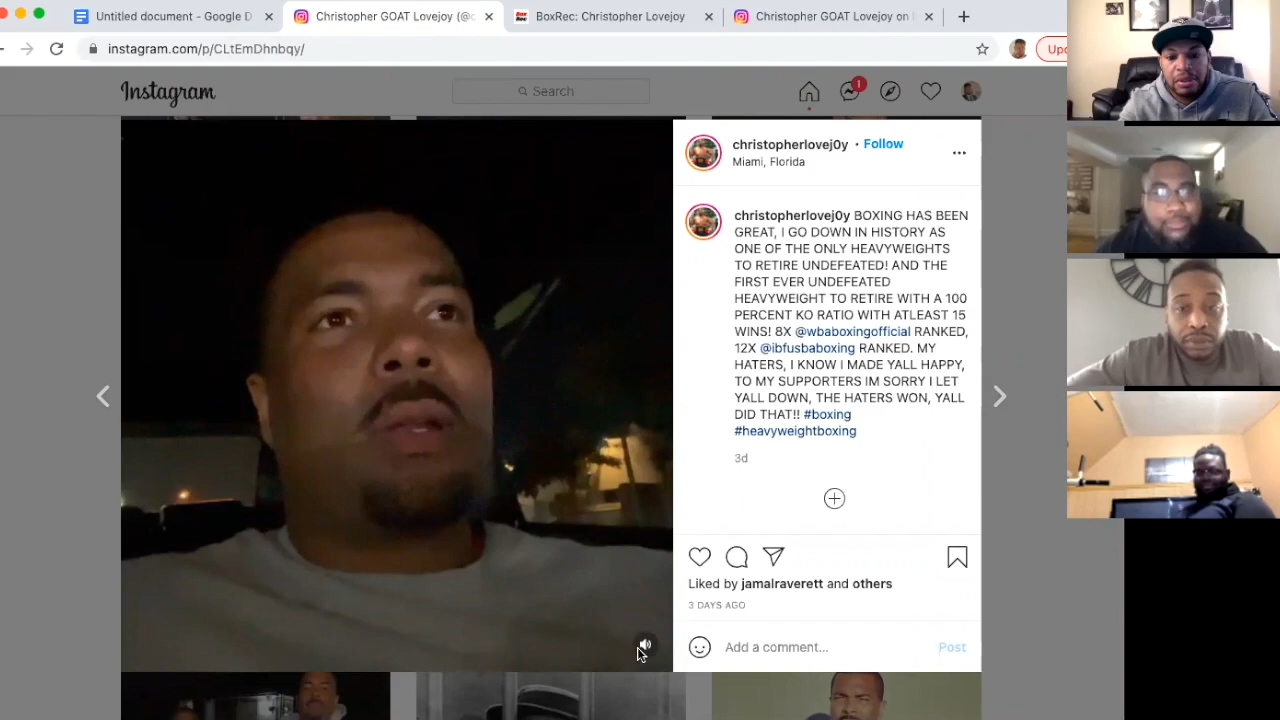 Untitled document - Google D
Christopher GOAT Lovejoy (@c
BoxRec: Christopher Lovejoy
Christopher GOAT Lovejoy on I
instagram.com/p/CLtEmDhnbqy/
Instagram
Search
1
christopherlovej0y • Follow
Miami, Florida
christopherlovej0y BOXING HAS BEEN
GREAT, I GO DOWN IN HISTORY AS
ONE OF THE ONLY HEAVYWEIGHTS
TO RETIRE UNDEFEATED! AND THE
FIRST EVER UNDEFEATED
HEAVYWEIGHT TO RETIRE WITH A 100
PERCENT KO RATIO WITH ATLEAST 15
WINS! 8X @wbaboxingofficial RANKED,
12X @ibfusbaboxing RANKED. MY
HATERS, I KNOW I MADE YALL HAPPY,
TO MY SUPPORTERS IM SORRY I LET
YALL DOWN, THE HATERS WON, YALL
DID THAT!! #boxing
#heavyweightboxing
3d
Liked by jamalraverett and others
3 DAYS AGO
Add a comment...
Post